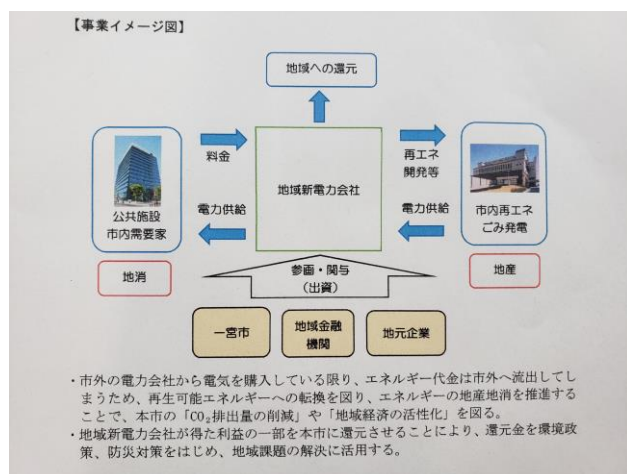 【事業イメージ図】
地域への還元
料金
再エネ
開発等
地域新電力会社
電力供給
電力供給
公共施設
市内需要家
市内再エネ
ごみ発電
地消
地産
参画・関与
(出資)
一宮市
地域金融
機関
地元企業
・市外の電力会社から電気を購入している限り、エネルギー代金は市外へ流出してし
まうため、再生可能エネルギーへの転換を図り、エネルギーの地産地消を推進する
ことで、本市の「CO₂排出量の削減」や「地域経済の活性化」を図る。
・地域新電力会社が得た利益の一部を本市に還元させることにより、還元金を環境政
策、防災対策をはじめ、地域課題の解決に活用する。